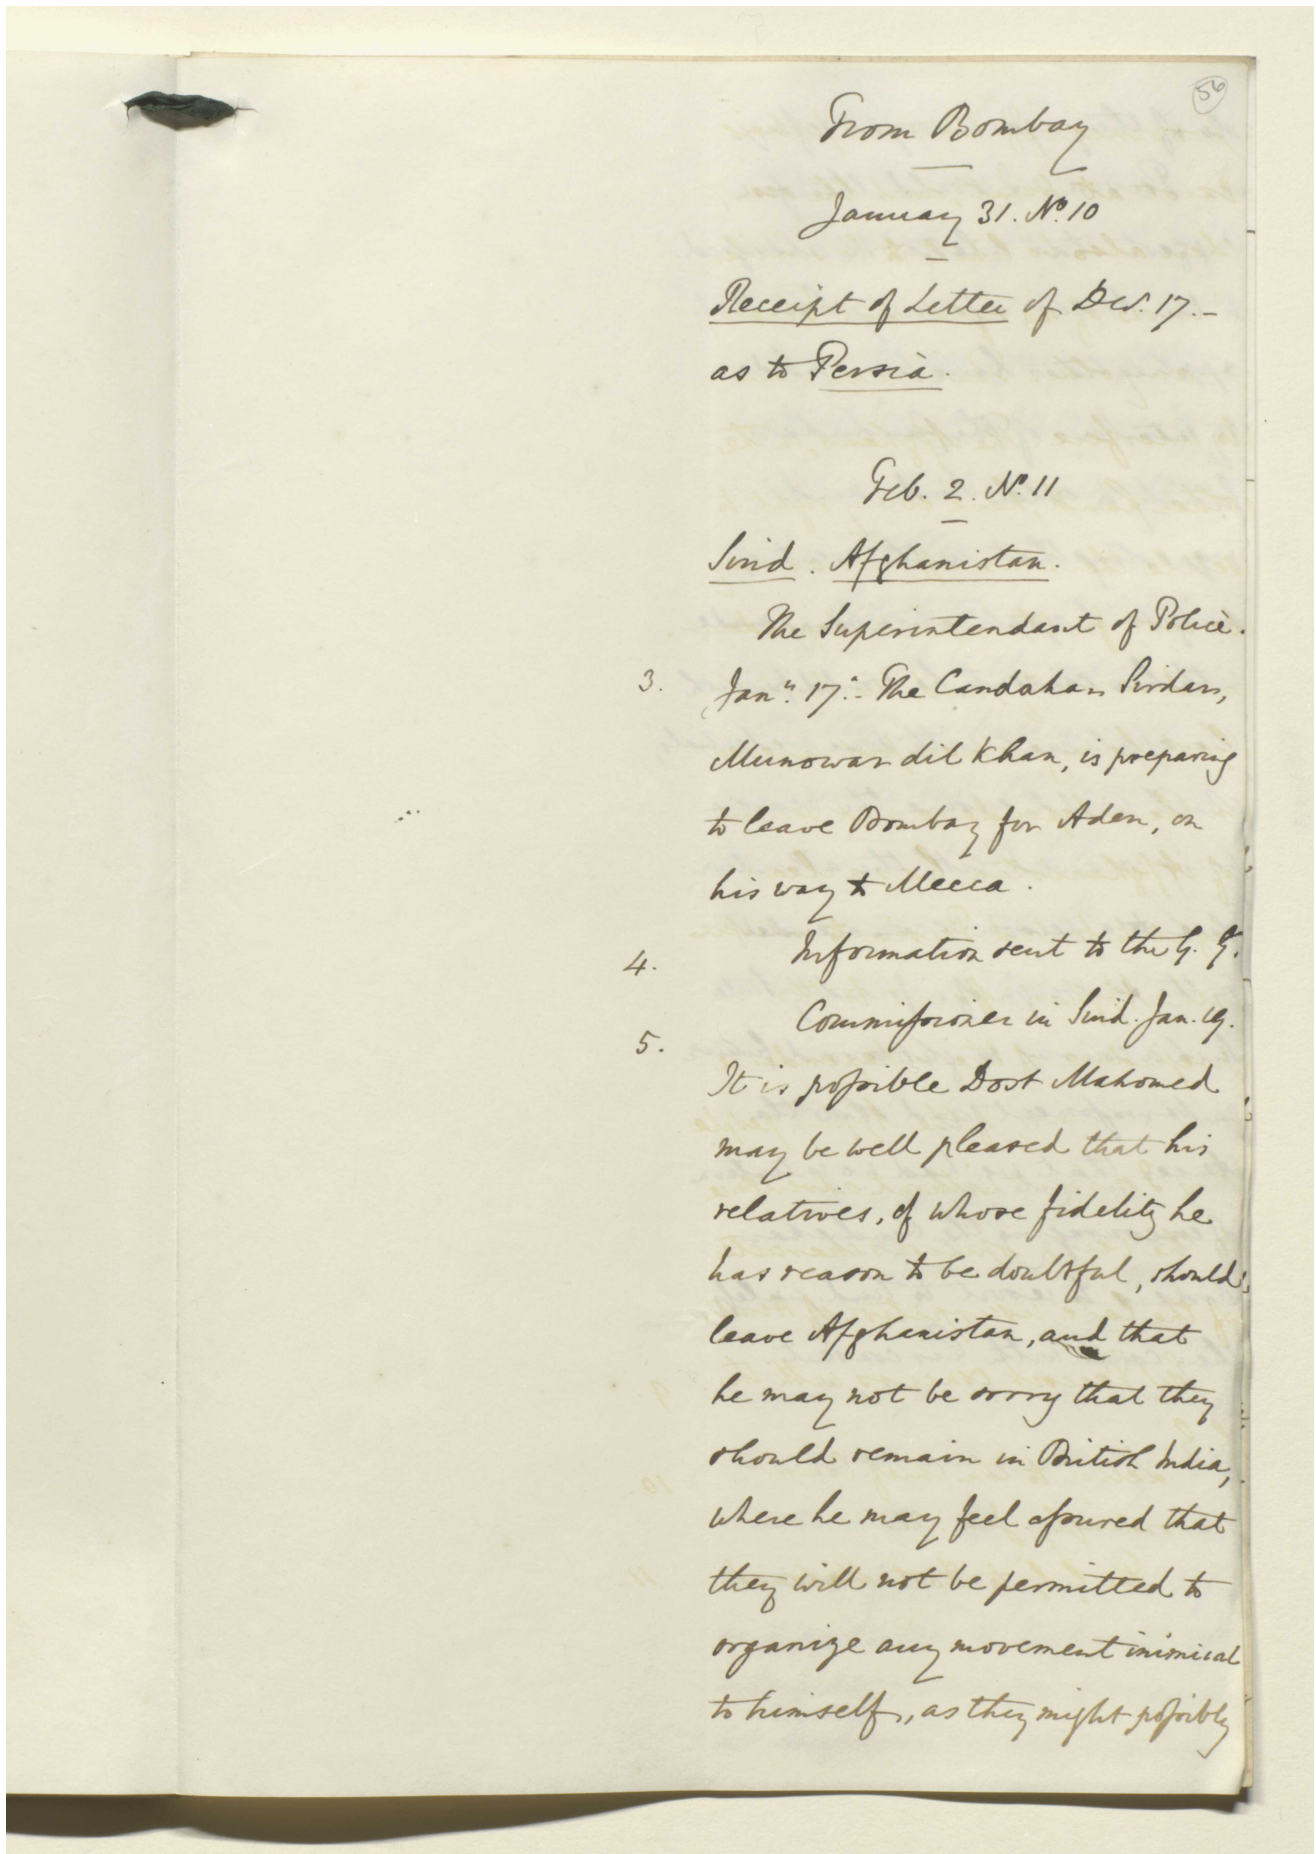 56
From Bombay
January 31. No. 10
Receipt of Letter of Dec. 17.-
as to Persia.
Feb. 2. No. 11
Sind. Afghanistan.
The Superintendant of Police.
3. Jany. 17.- The Candahar Sirdar,
Munowar dil Khan, is preparing
to leave Bombay for Aden, on
his way to Mecca.
4. Information sent to the G. G.
Commissioner in Sind. Jan. 19.
5.
It is possible Dost Mahomed
may be well pleased that his
relatives, of whose fidelity he
has reason to be doubtful, should
leave Afghanistan, and that
he may not be sorry that they
should remain in British India,
where he may feel assured that
they will not be permitted to
organize any movement inimical
to himself, as they might possibly